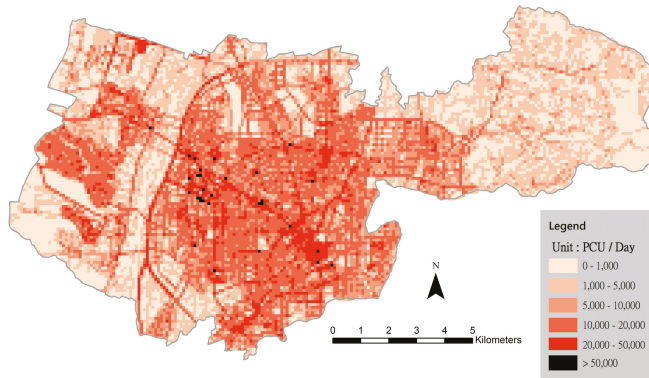 Legend
Unit : PCU / Day
0 - 1,000
1,000 - 5,000
5,000 - 10,000
10,000 - 20,000
20,000 - 50,000
> 50,000
N
0 1 2 3 4 5
Kilometers